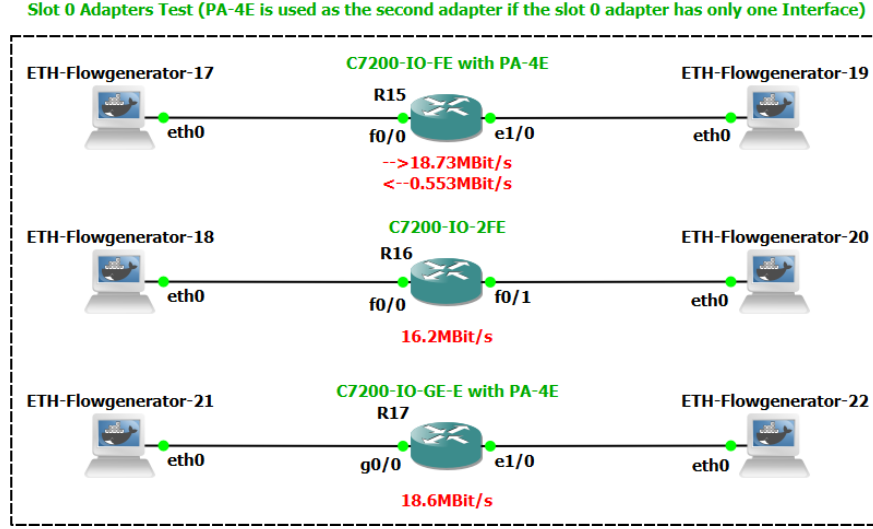 Slot 0 Adapters Test (PA-4E is used as the second adapter if the slot 0 adapter has only one Interface)
C7200-IO-FE with PA-4E
ETH-Flowgenerator-17
ETH-Flowgenerator-19
R15
eth0
f0/0
e1/0
eth0
-->18.73MBit/s
<--0.553MBit/s
C7200-IO-2FE
ETH-Flowgenerator-18
ETH-Flowgenerator-20
R16
eth0
f0/0
f0/1
eth0
16.2MBit/s
C7200-IO-GE-E with PA-4E
ETH-Flowgenerator-21
ETH-Flowgenerator-22
R17
eth0
g0/0
e1/0
eth0
18.6MBit/s